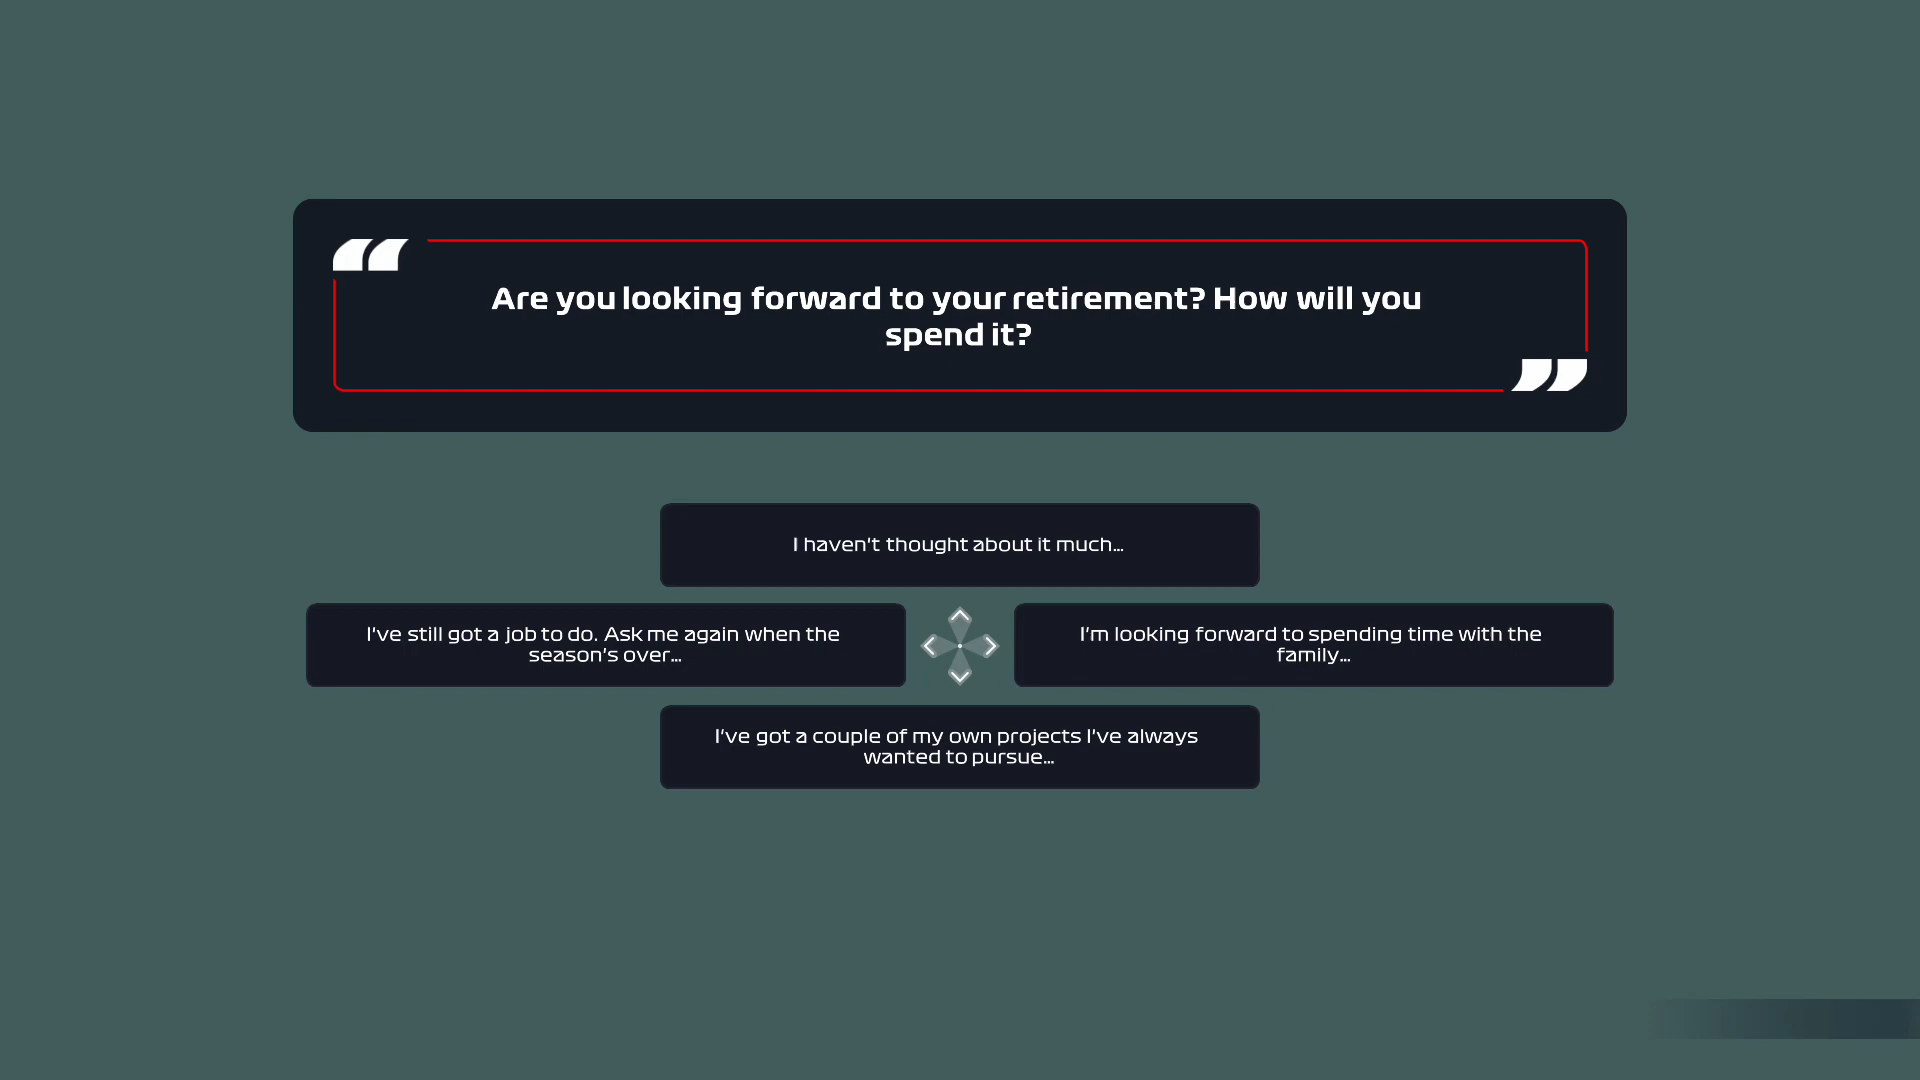 Are you looking forward to your retirement? How will you
spend it?
I haven't thought about it much...
I've still got a job to do. Ask me again when the
season's over...
I'm looking forward to spending time with the
family...
I've got a couple of my own projects I've always
wanted to pursue...